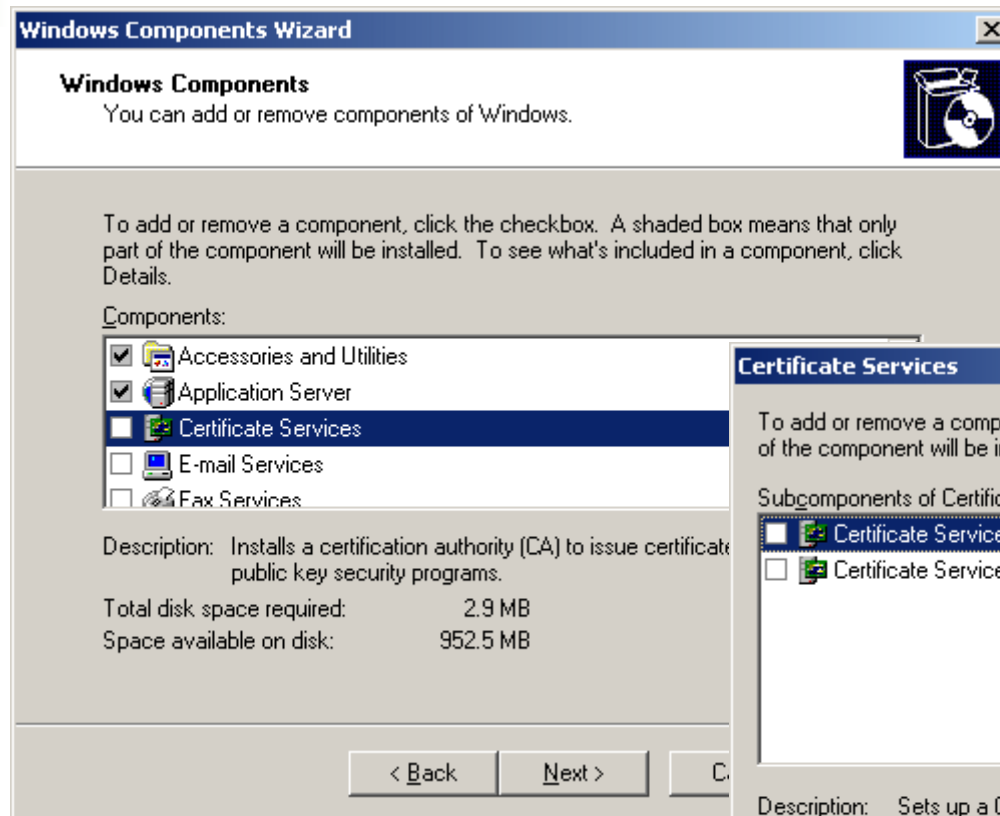 Windows Components Wizard
Windows Components
You can add or remove components of Windows.
To add or remove a component, click the checkbox. A shaded box means that only
part of the component will be installed. To see what's included in a component, click
Details.
Components:
Accessories and Utilities
Application Server
Certificate Services
E-mail Services
Fax Services
Description: Installs a certification authority (CA) to issue certificate
public key security programs.
Total disk space required: 2.9 MB
Space available on disk: 952.5 MB
< Back Next >
Certificate Services
To add or remove a comp
of the component will be
Subcomponents of Certific
Certificate Service
Certificate Service
Description: Sets up a